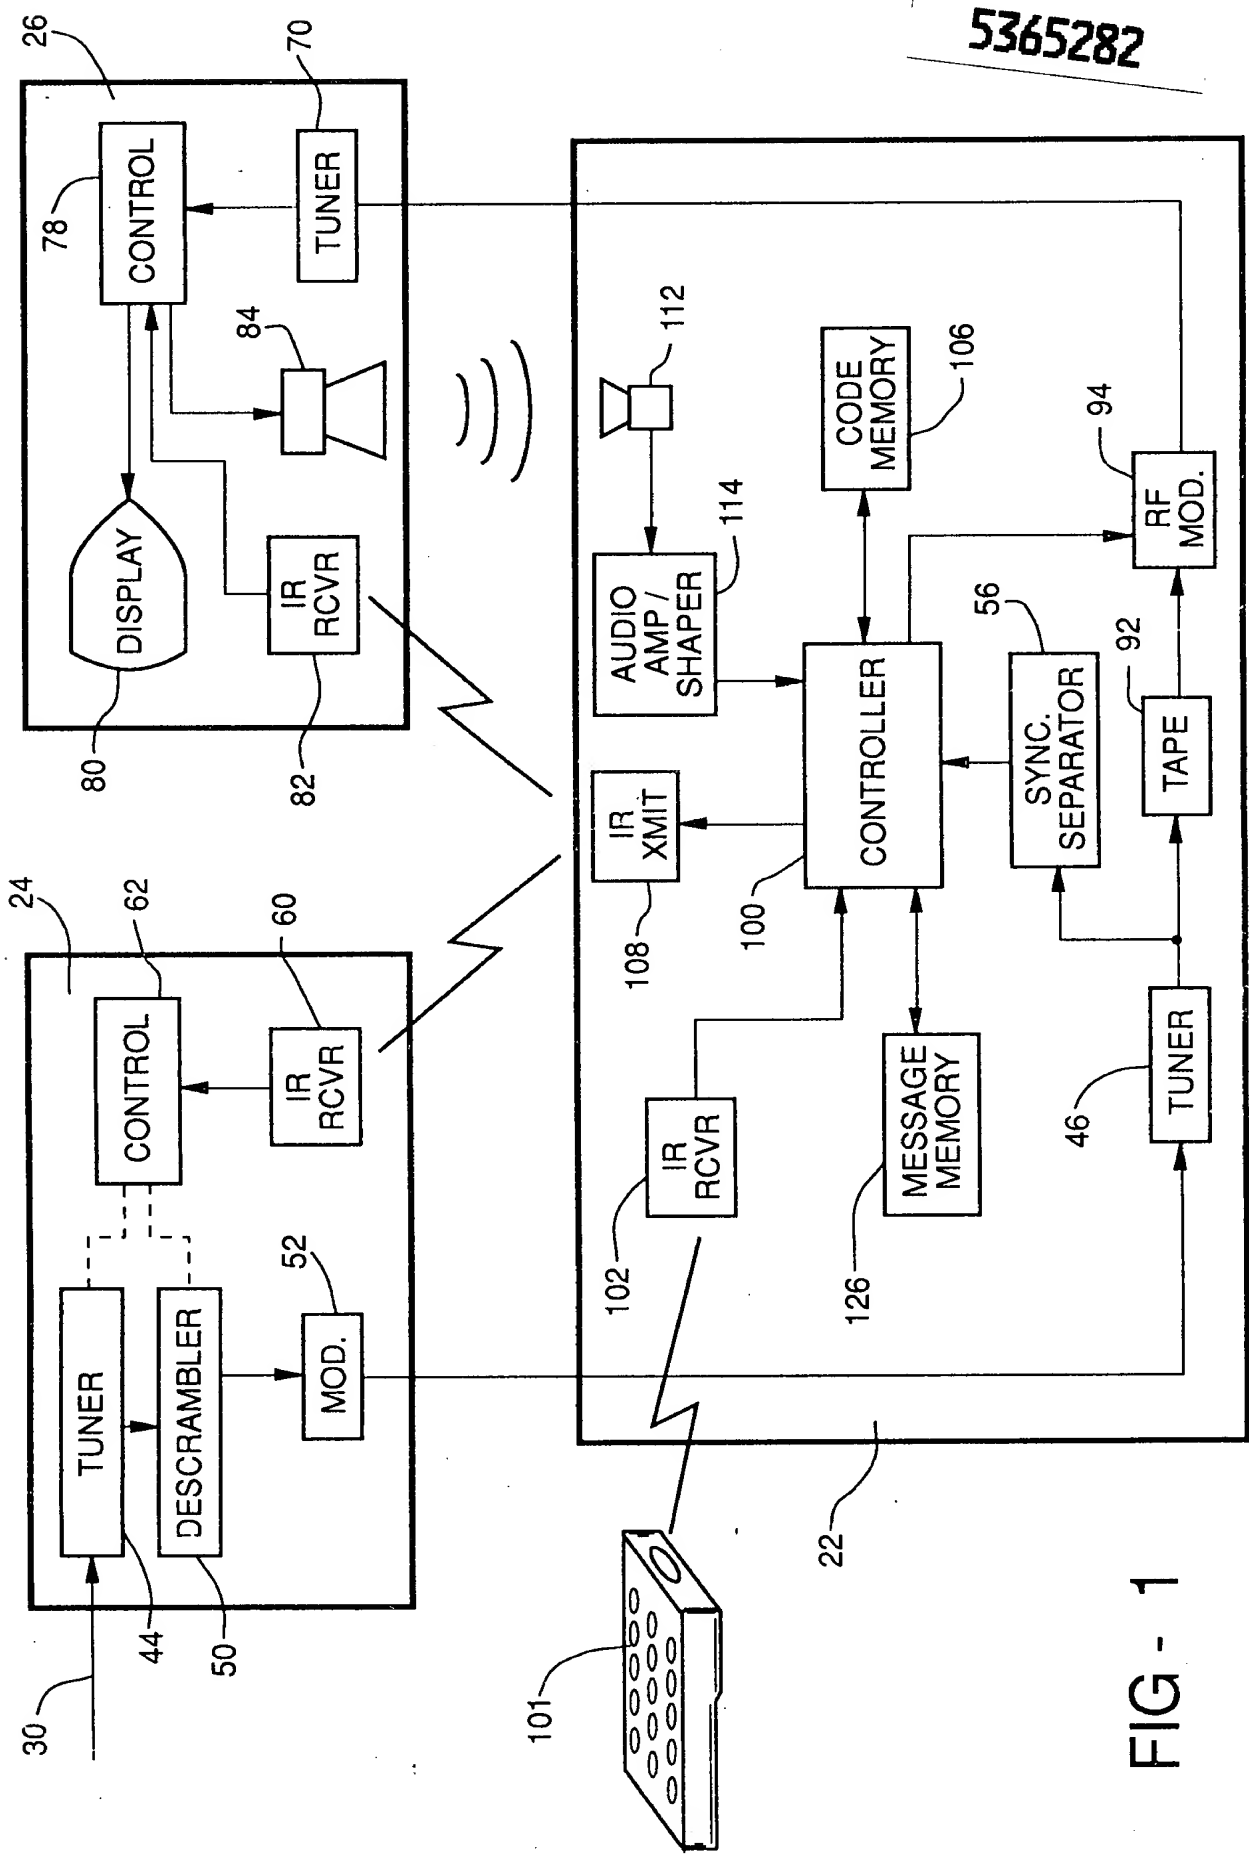 5365282
30
44
TUNER
50
DESCRAMBLER
52
MOD.
CONTROL
62
24
IR
RCVR
60
80
DISPLAY
82
IR
RCVR
84
78
CONTROL
26
TUNER
70
101
22
102
IR
RCVR
108
IR
XMIT
AUDIO
AMP /
SHAPER
114
112
100
CONTROLLER
CODE
MEMORY
106
126
MESSAGE
MEMORY
SYNC.
SEPARATOR
56
46
TUNER
TAPE
92
RF
MOD.
94
FIG - 1